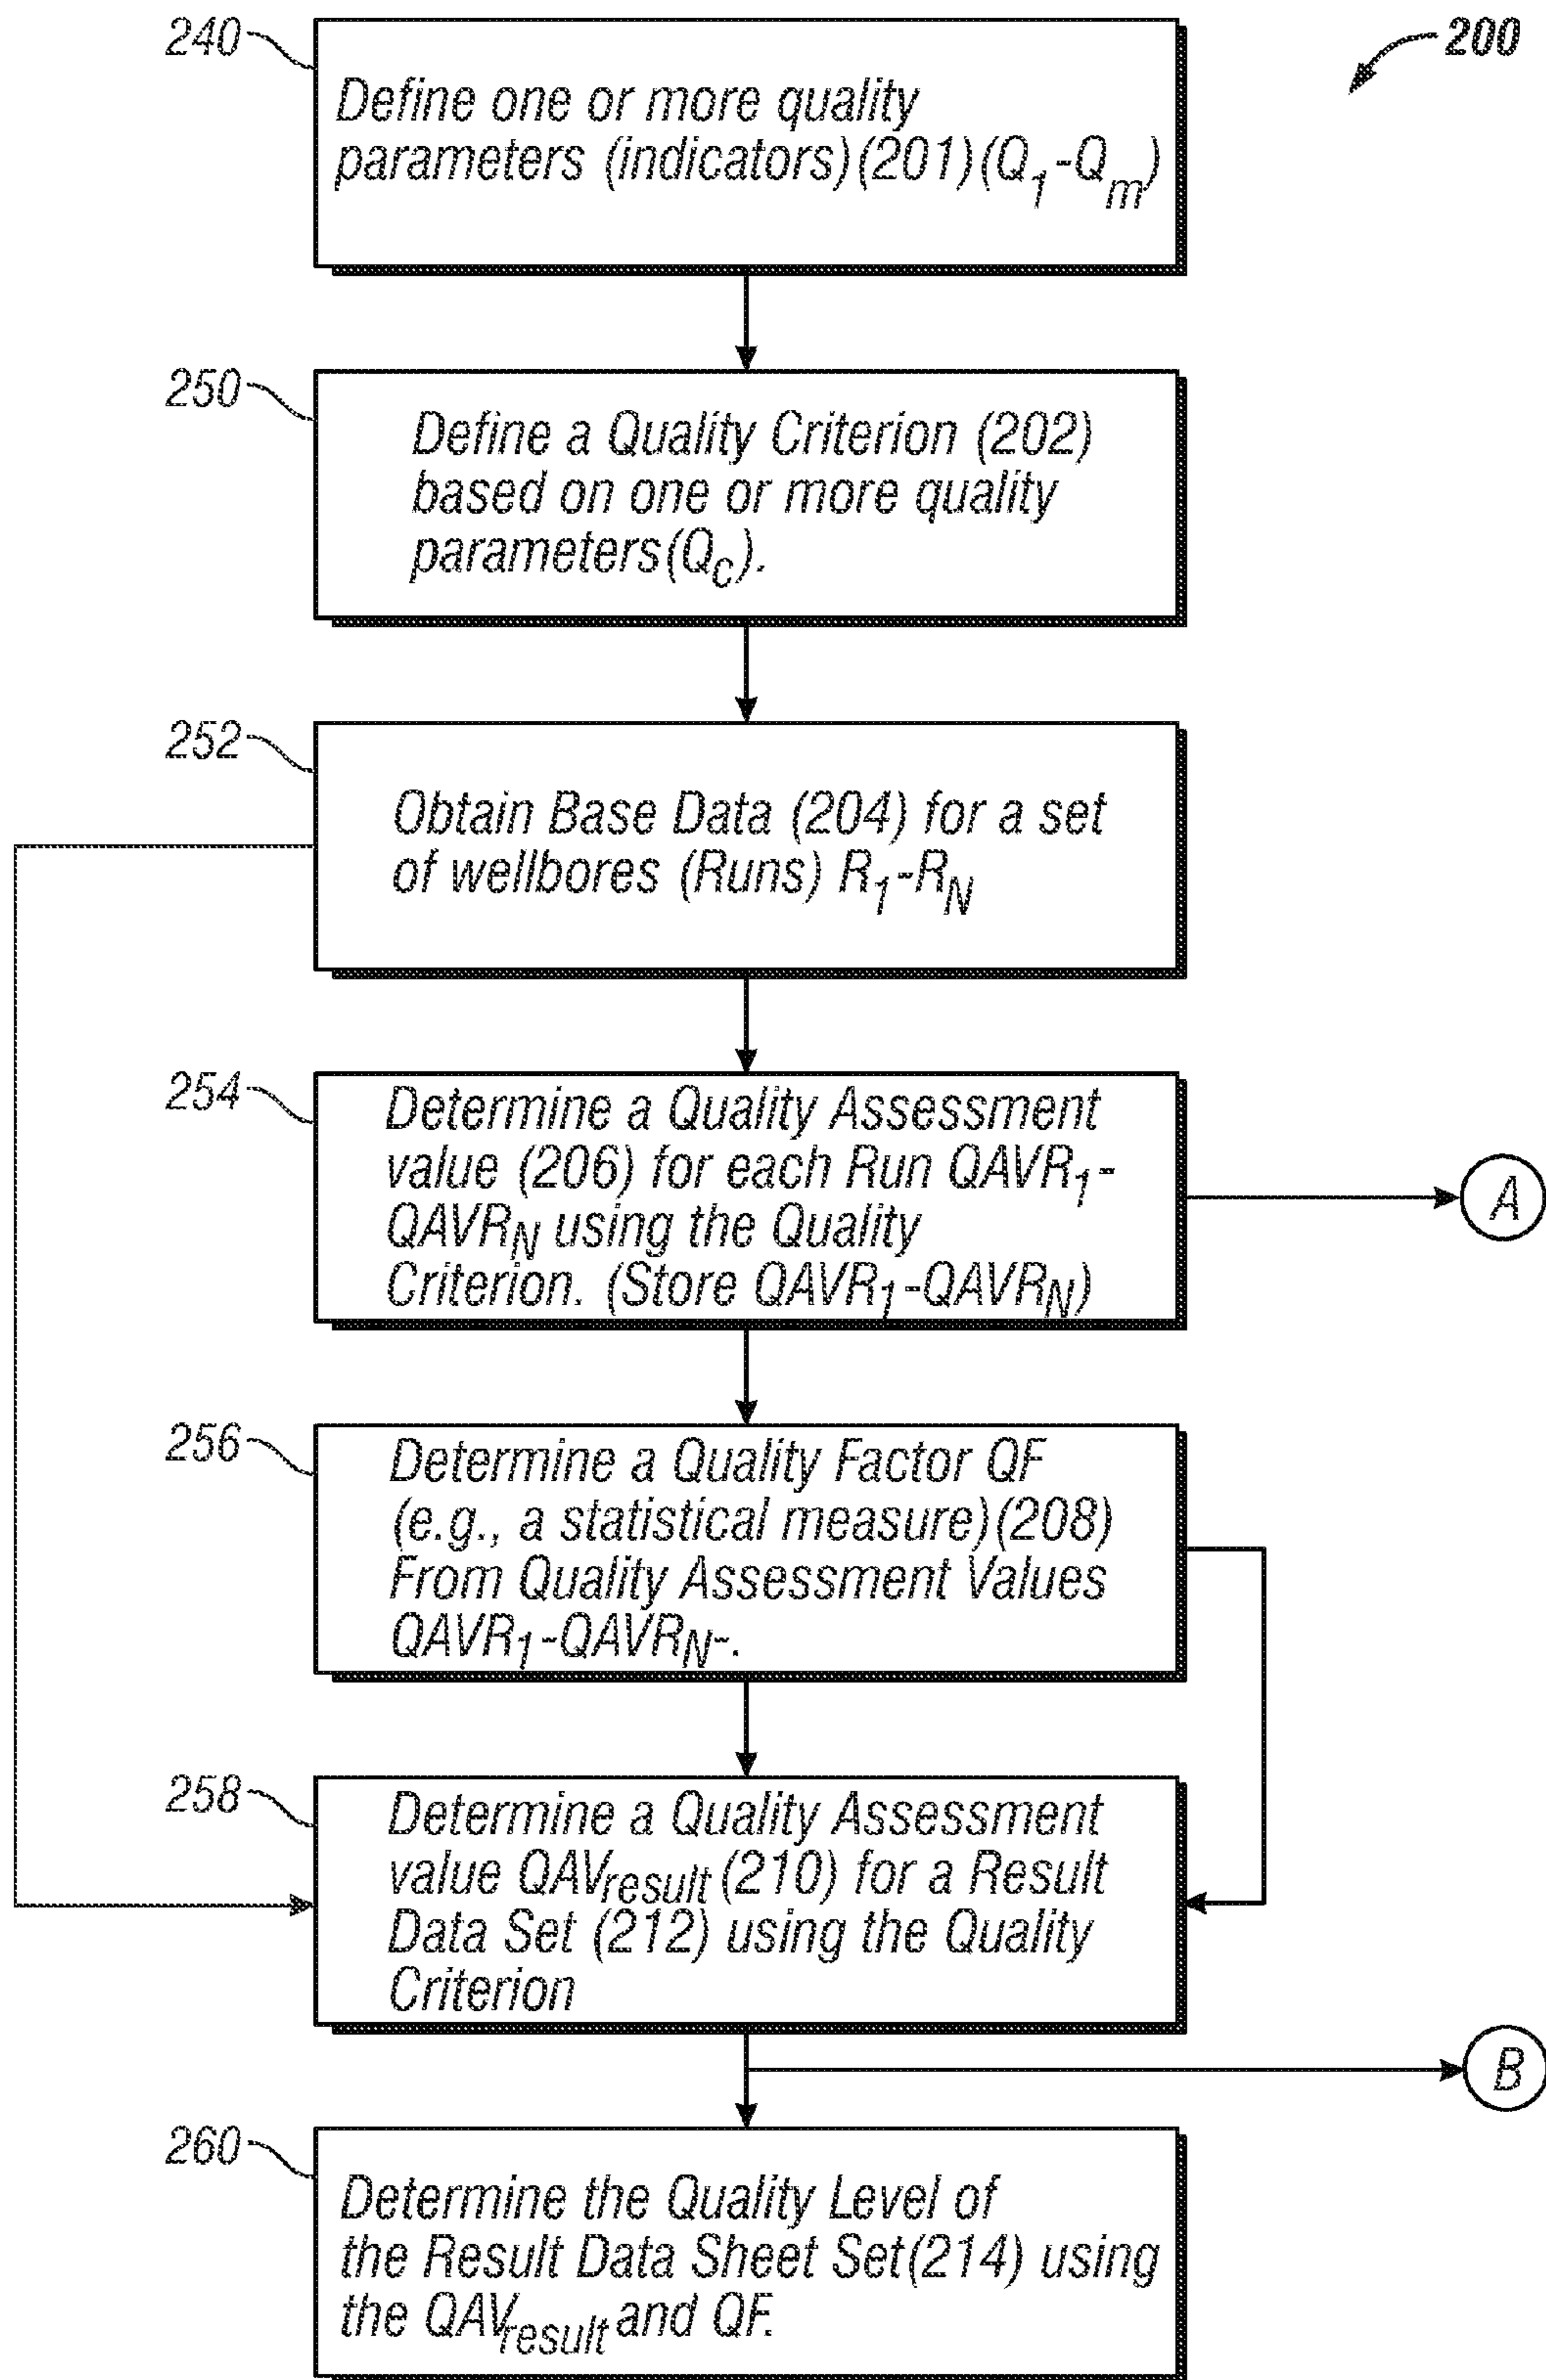 240
200
Define one or more quality
parameters (indicators)(201)(Q1-Qm)
250
Define a Quality Criterion (202)
based on one or more quality
parameters(Qc).
252
Obtain Base Data (204) for a set
of wellbores (Runs) R1-RN
254
Determine a Quality Assessment
value (206) for each Run QAVR1-
QAVRN using the Quality
Criterion. (Store QAVR1-QAVRN)
A
256
Determine a Quality Factor QF
(e.g., a statistical measure)(208)
From Quality Assessment Values
QAVR1-QAVRN-.
258
Determine a Quality Assessment
value QAVresult (210) for a Result
Data Set (212) using the Quality
Criterion
B
260
Determine the Quality Level of
the Result Data Sheet Set(214) using
the QAVresult and QF.